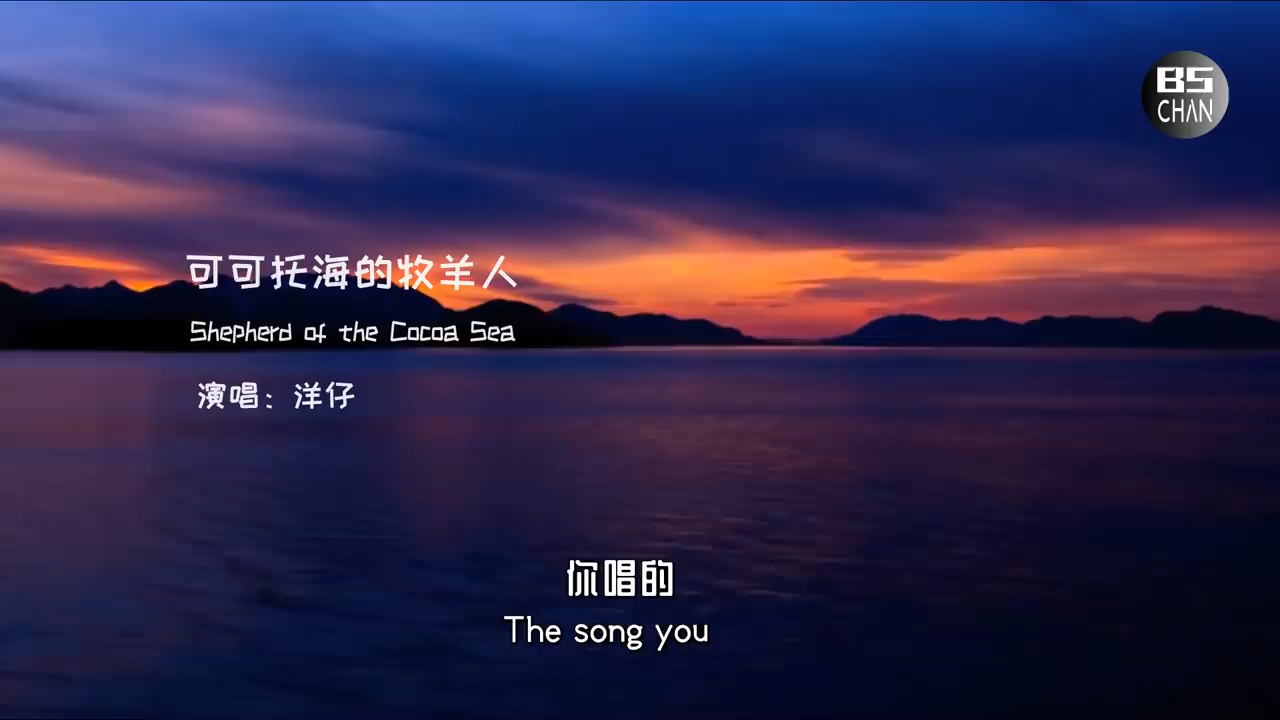 BS
CHAN
可可托海的牧羊人
Shepherd of the Cocoa Sea
演唱：洋仔
你唱的
The song you